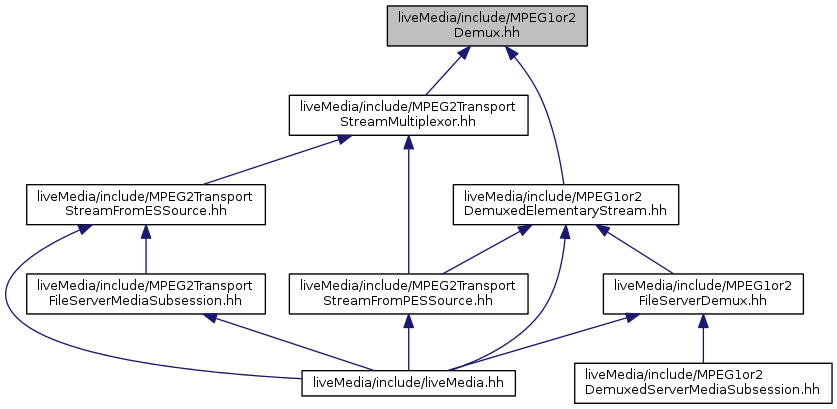 liveMedia/include/MPEG1or2
Demux.hh
liveMedia/include/MPEG2Transport
StreamMultiplexor.hh
liveMedia/include/MPEG2Transport
StreamFromESSource.hh
liveMedia/include/MPEG1or2
DemuxedElementaryStream.hh
liveMedia/include/MPEG2Transport
FileServerMediaSubsession.hh
liveMedia/include/MPEG2Transport
StreamFromPESSource.hh
liveMedia/include/MPEG1or2
FileServerDemux.hh
liveMedia/include/liveMedia.hh
liveMedia/include/MPEG1or2
DemuxedServerMediaSubsession.hh